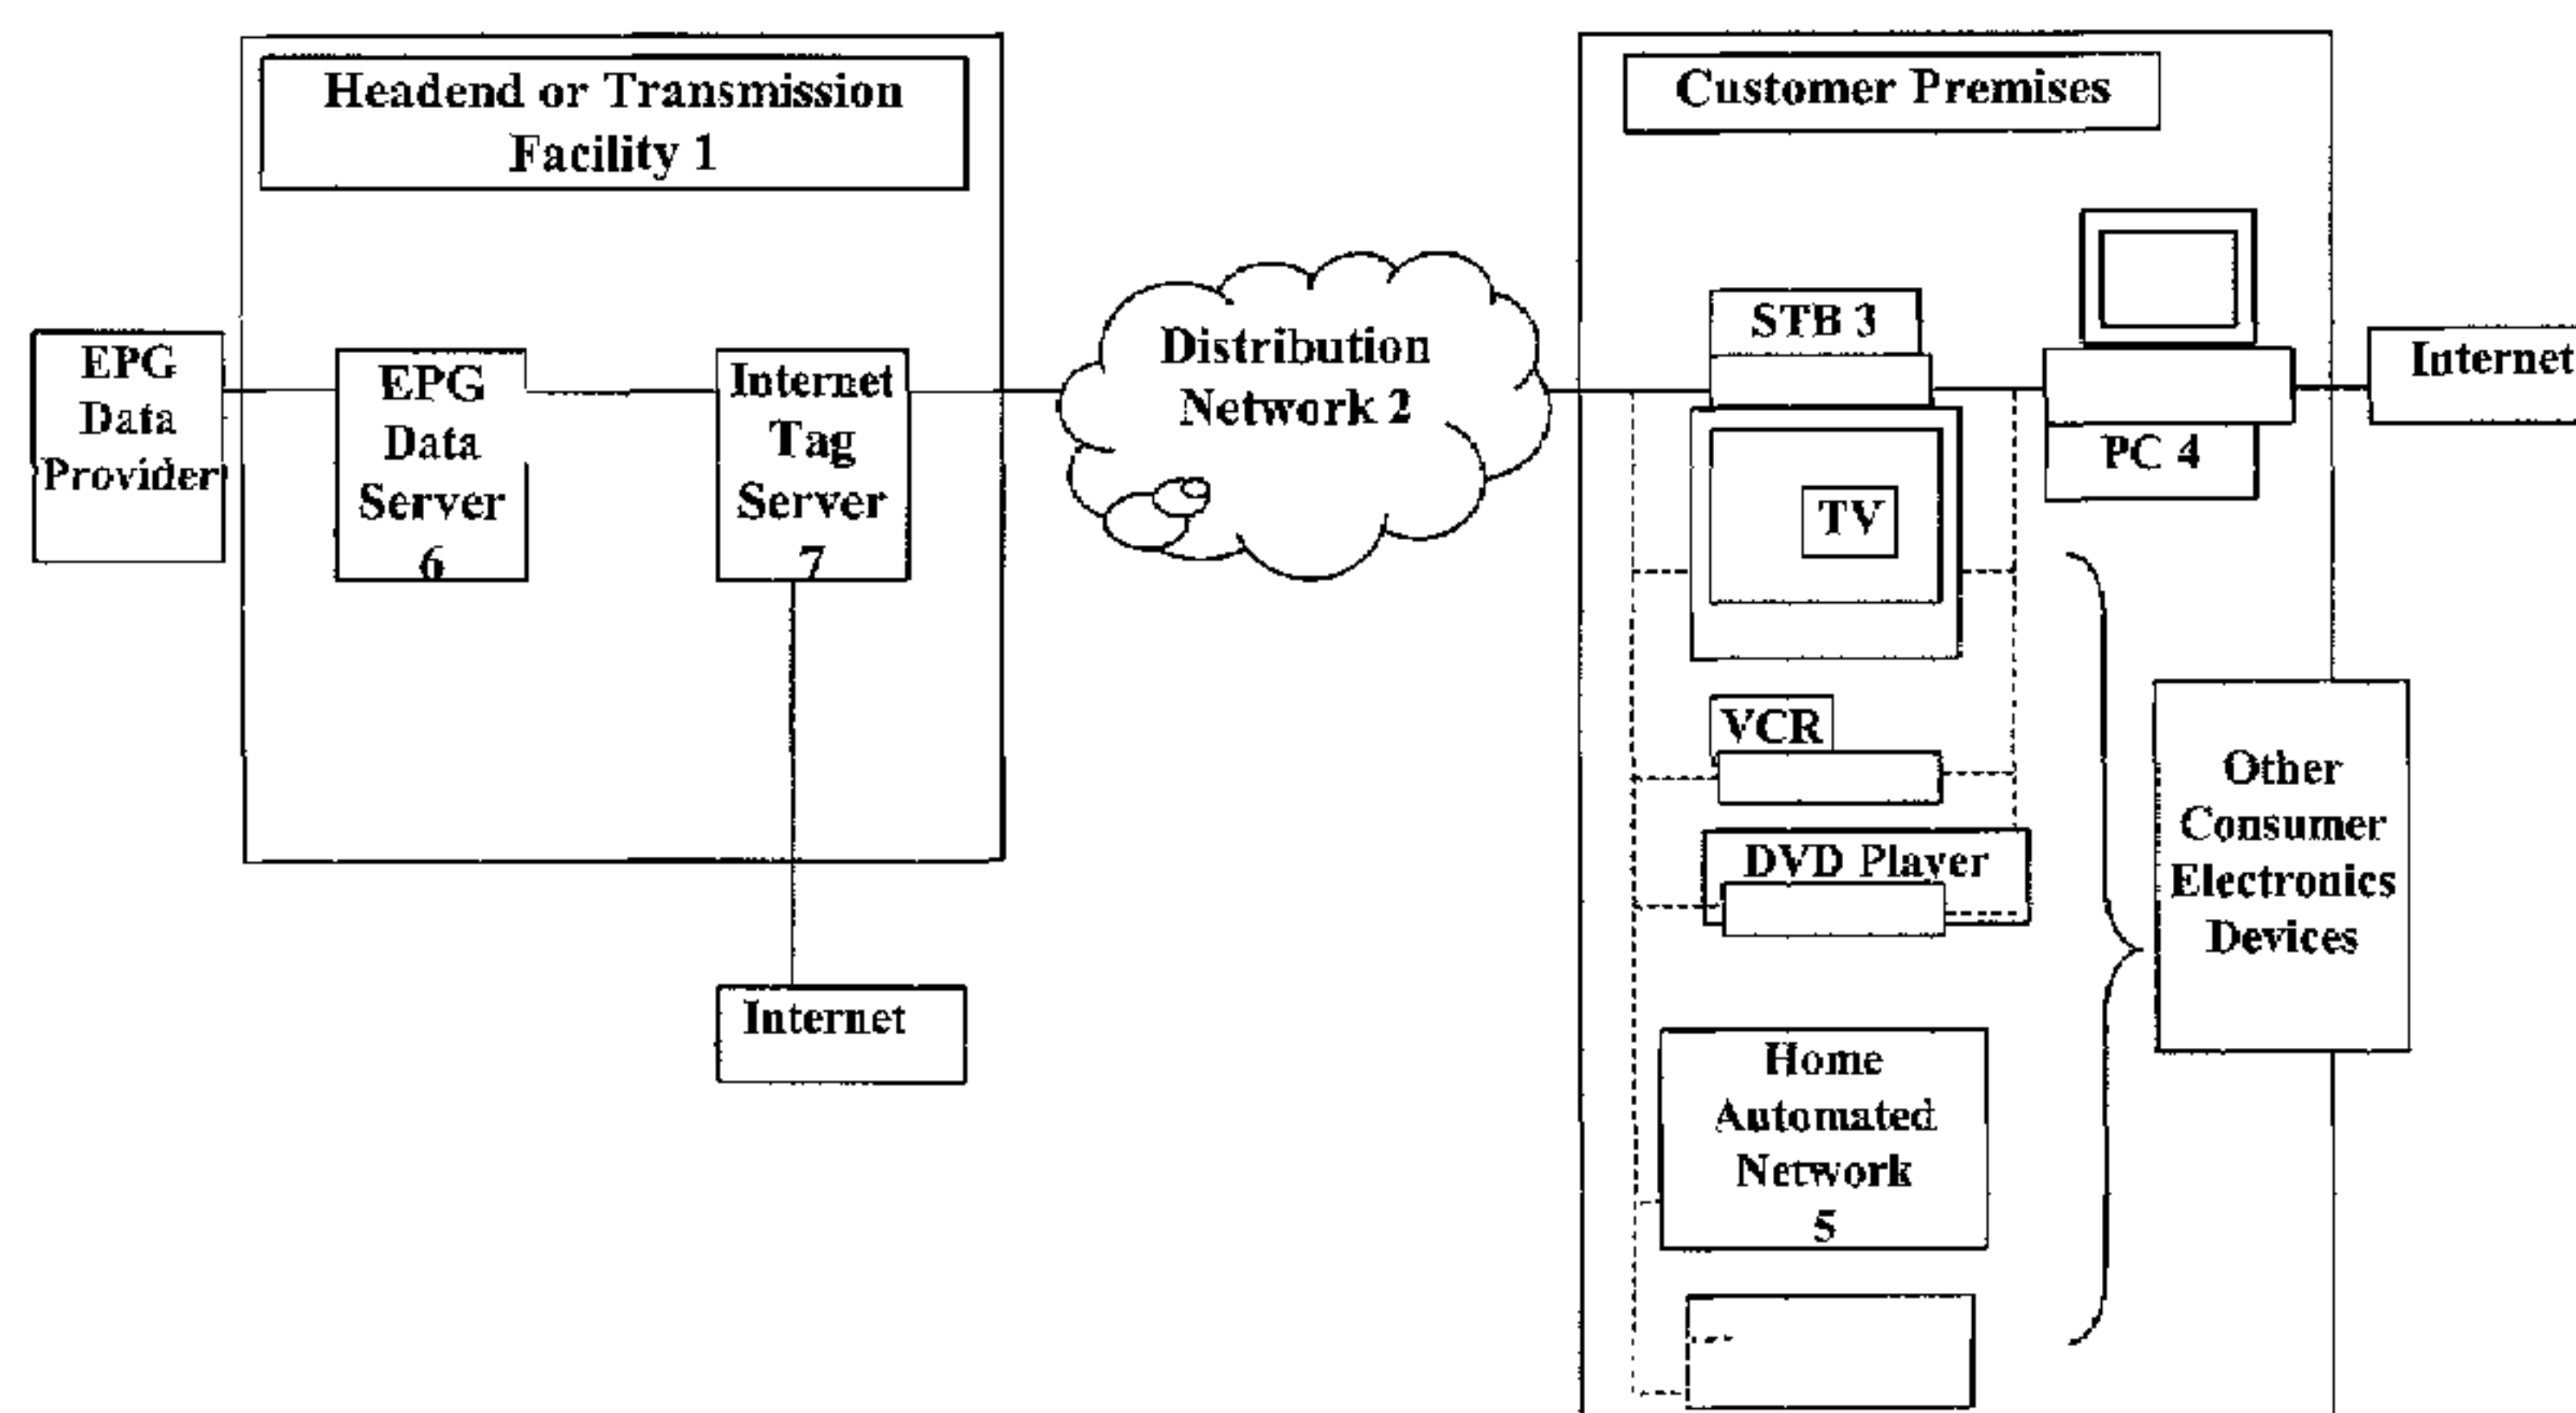 Headend or Transmission
Facility 1
Customer Premises
EPG
Data
Provider
EPG
Data
Server
6
Internet
Tag
Server
7
Internet
Distribution
Network 2
STB 3
TV
PC 4
Internet
VCR
DVD Player
Home
Automated
Network
5
Other
Consumer
Electronics
Devices